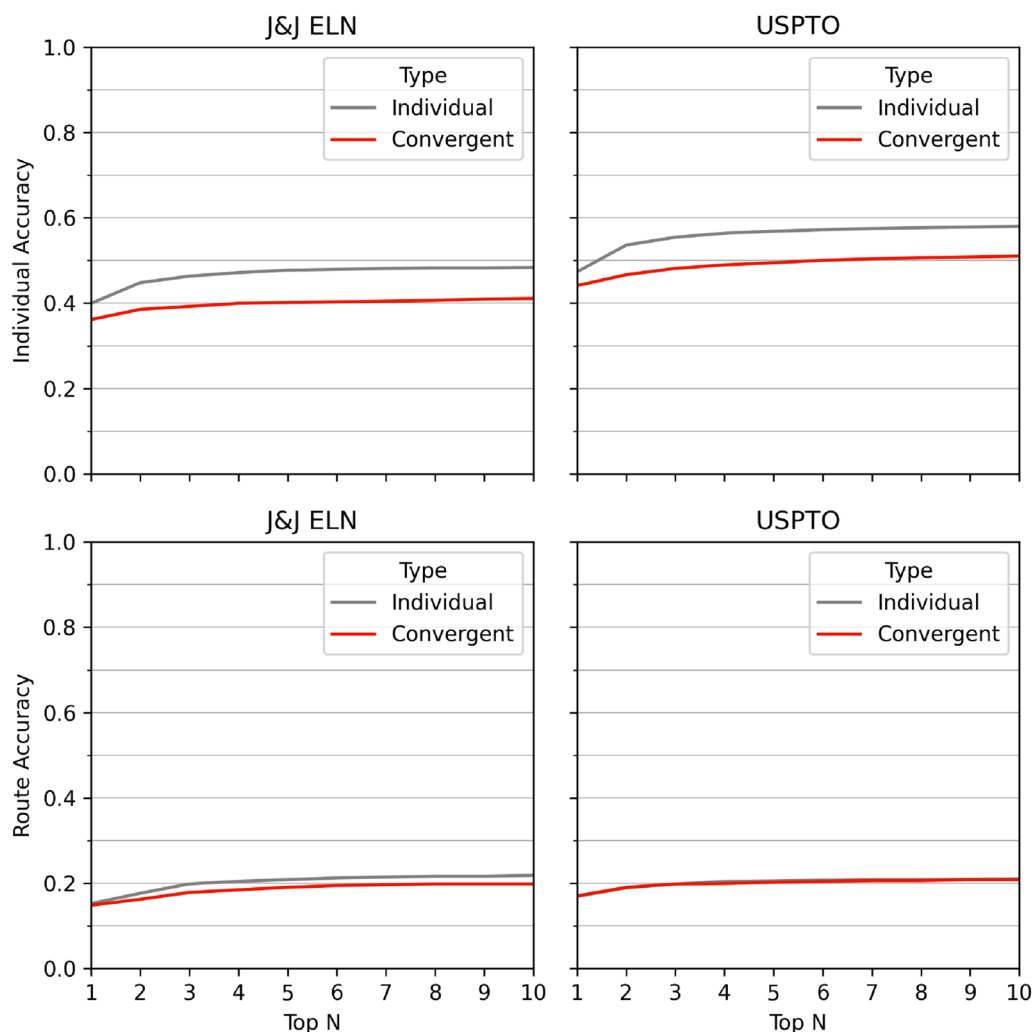 J&J ELN
USPTO
Individual Accuracy
1.0
0.8
0.6
0.4
0.2
0.0
Type
Individual
Convergent
Type
Individual
Convergent
J&J ELN
USPTO
Route Accuracy
1.0
0.8
0.6
0.4
0.2
0.0
Type
Individual
Convergent
Type
Individual
Convergent
1 2 3 4 5 6 7 8 9 10
1 2 3 4 5 6 7 8 9 10
Top N
Top N